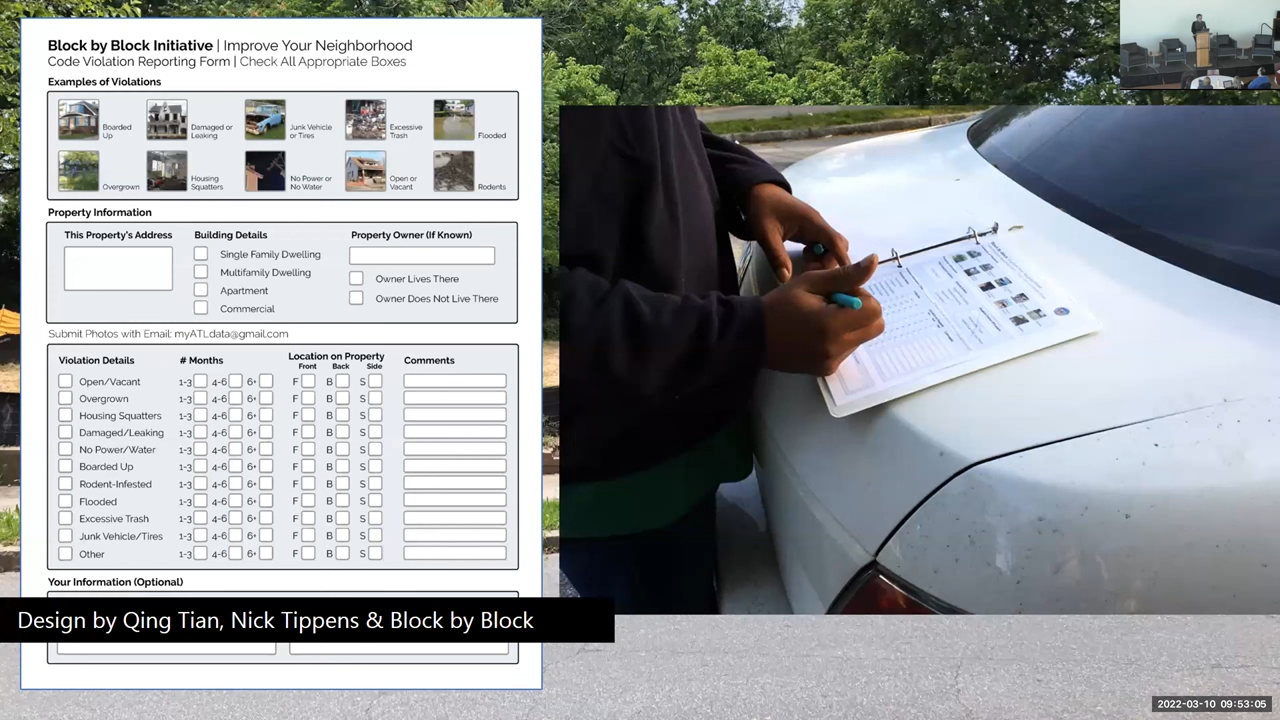 Block by Block Initiative | Improve Your Neighborhood
Code Violation Reporting Form | Check All Appropriate Boxes
Examples of Violations
Boarded Up
Damaged or Leaking
Junk Vehicle or Tires
Excessive Trash
Flooded
Overgrown
Housing Squatters
No Power or No Water
Open or Vacant
Rodents
Property Information
This Property's Address
Building Details
Single Family Dwelling
Multifamily Dwelling
Apartment
Commercial
Property Owner (If Known)
Owner Lives There
Owner Does Not Live There
Submit Photos with Email: myATLdata@gmail.com
Violation Details # Months Location on Property Comments
Front Back Side
Open/Vacant 1-3 4-6 6+ F B S
Overgrown 1-3 4-6 6+ F B S
Housing Squatters 1-3 4-6 6+ F B S
Damaged/Leaking 1-3 4-6 6+ F B S
No Power/Water 1-3 4-6 6+ F B S
Boarded Up 1-3 4-6 6+ F B S
Rodent-Infested 1-3 4-6 6+ F B S
Flooded 1-3 4-6 6+ F B S
Excessive Trash 1-3 4-6 6+ F B S
Junk Vehicle/Tires 1-3 4-6 6+ F B S
Other 1-3 4-6 6+ F B S
Your Information (Optional)
Design by Qing Tian, Nick Tippens & Block by Block
2022-03-10 09:53:05